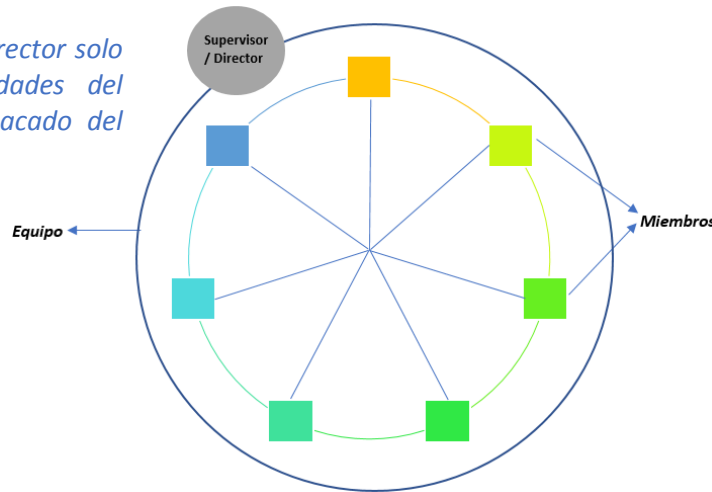 rector solo
dades del
acado del
Supervisor
/ Director
Equipo
Miembros